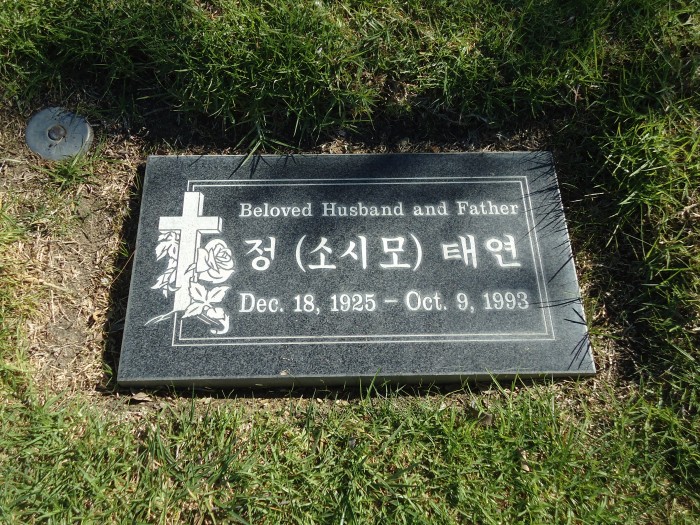 Beloved Husband and Father
정 (소시모) 태연
Dec. 18, 1925 – Oct. 9, 1993